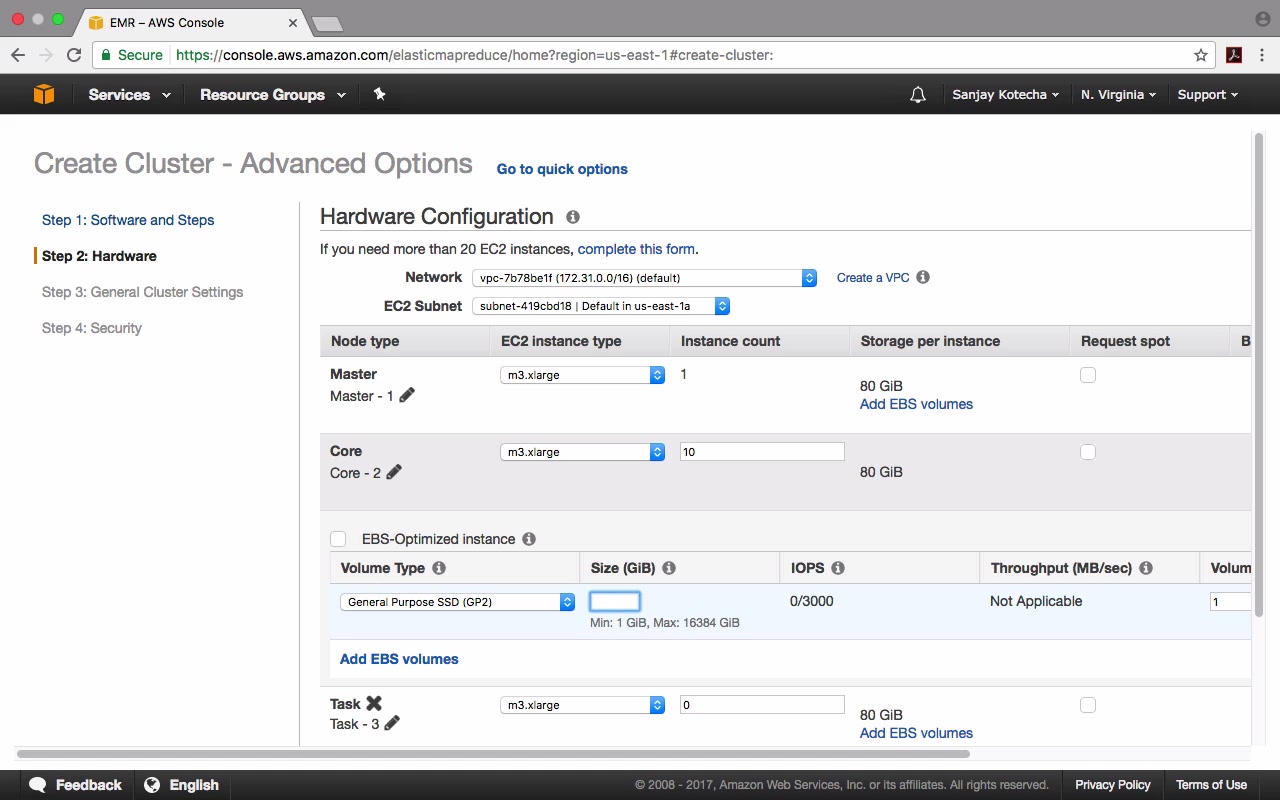 EMR – AWS Console
Secure https://console.aws.amazon.com/elasticmapreduce/home?region=us-east-1#create-cluster:
Services Resource Groups Sanjay Kotecha N. Virginia Support
Create Cluster - Advanced Options Go to quick options
Step 1: Software and Steps
Step 2: Hardware
Step 3: General Cluster Settings
Step 4: Security
Hardware Configuration
If you need more than 20 EC2 instances, complete this form.
Network vpc-7b78be1f (172.31.0.0/16) (default) Create a VPC
EC2 Subnet subnet-419cbd18 | Default in us-east-1a
Node type EC2 instance type Instance count Storage per instance Request spot B
Master m3.xlarge 1
Master - 1 80 GiB
Add EBS volumes
Core m3.xlarge 10
Core - 2 80 GiB
EBS-Optimized instance
Volume Type Size (GiB) IOPS Throughput (MB/sec) Volum
General Purpose SSD (GP2) 0/3000 Not Applicable 1
Min: 1 GiB, Max: 16384 GiB
Add EBS volumes
Task m3.xlarge 0
Task - 3 80 GiB
Add EBS volumes
Feedback English © 2008 - 2017, Amazon Web Services, Inc. or its affiliates. All rights reserved. Privacy Policy Terms of Use